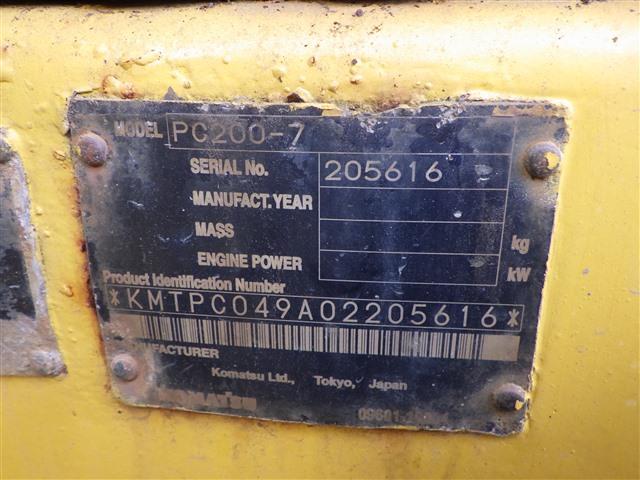 MODEL PC200-7
SERIAL No. 205616
MANUFACT.YEAR
MASS kg
ENGINE POWER kW
Product Identification Number
*KMTPC049A02205616*
Komatsu Ltd., Tokyo, Japan
KOMATSU